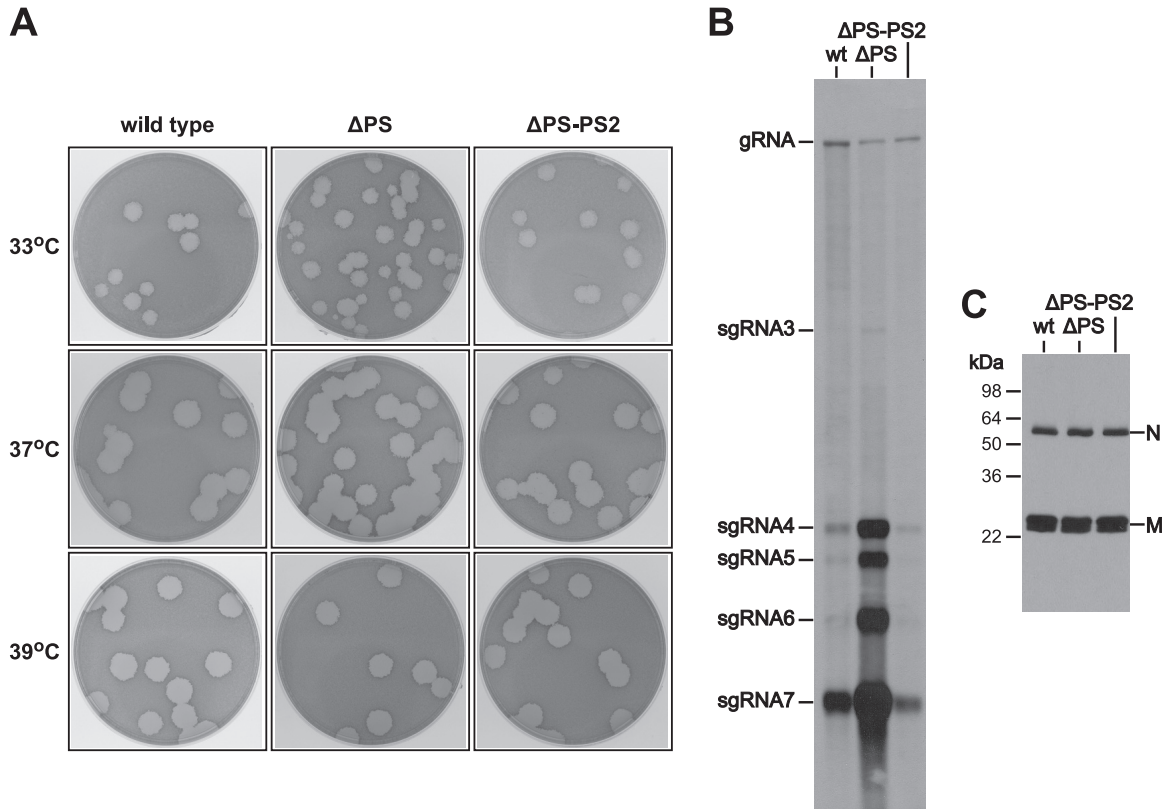 A
wild type ΔPS ΔPS-PS2
33°C
37°C
39°C
B
ΔPS-PS2
wt ΔPS
gRNA
sgRNA3
sgRNA4
sgRNA5
sgRNA6
sgRNA7
C
ΔPS-PS2
wt ΔPS
kDa
98
64
50
36
22
N
M